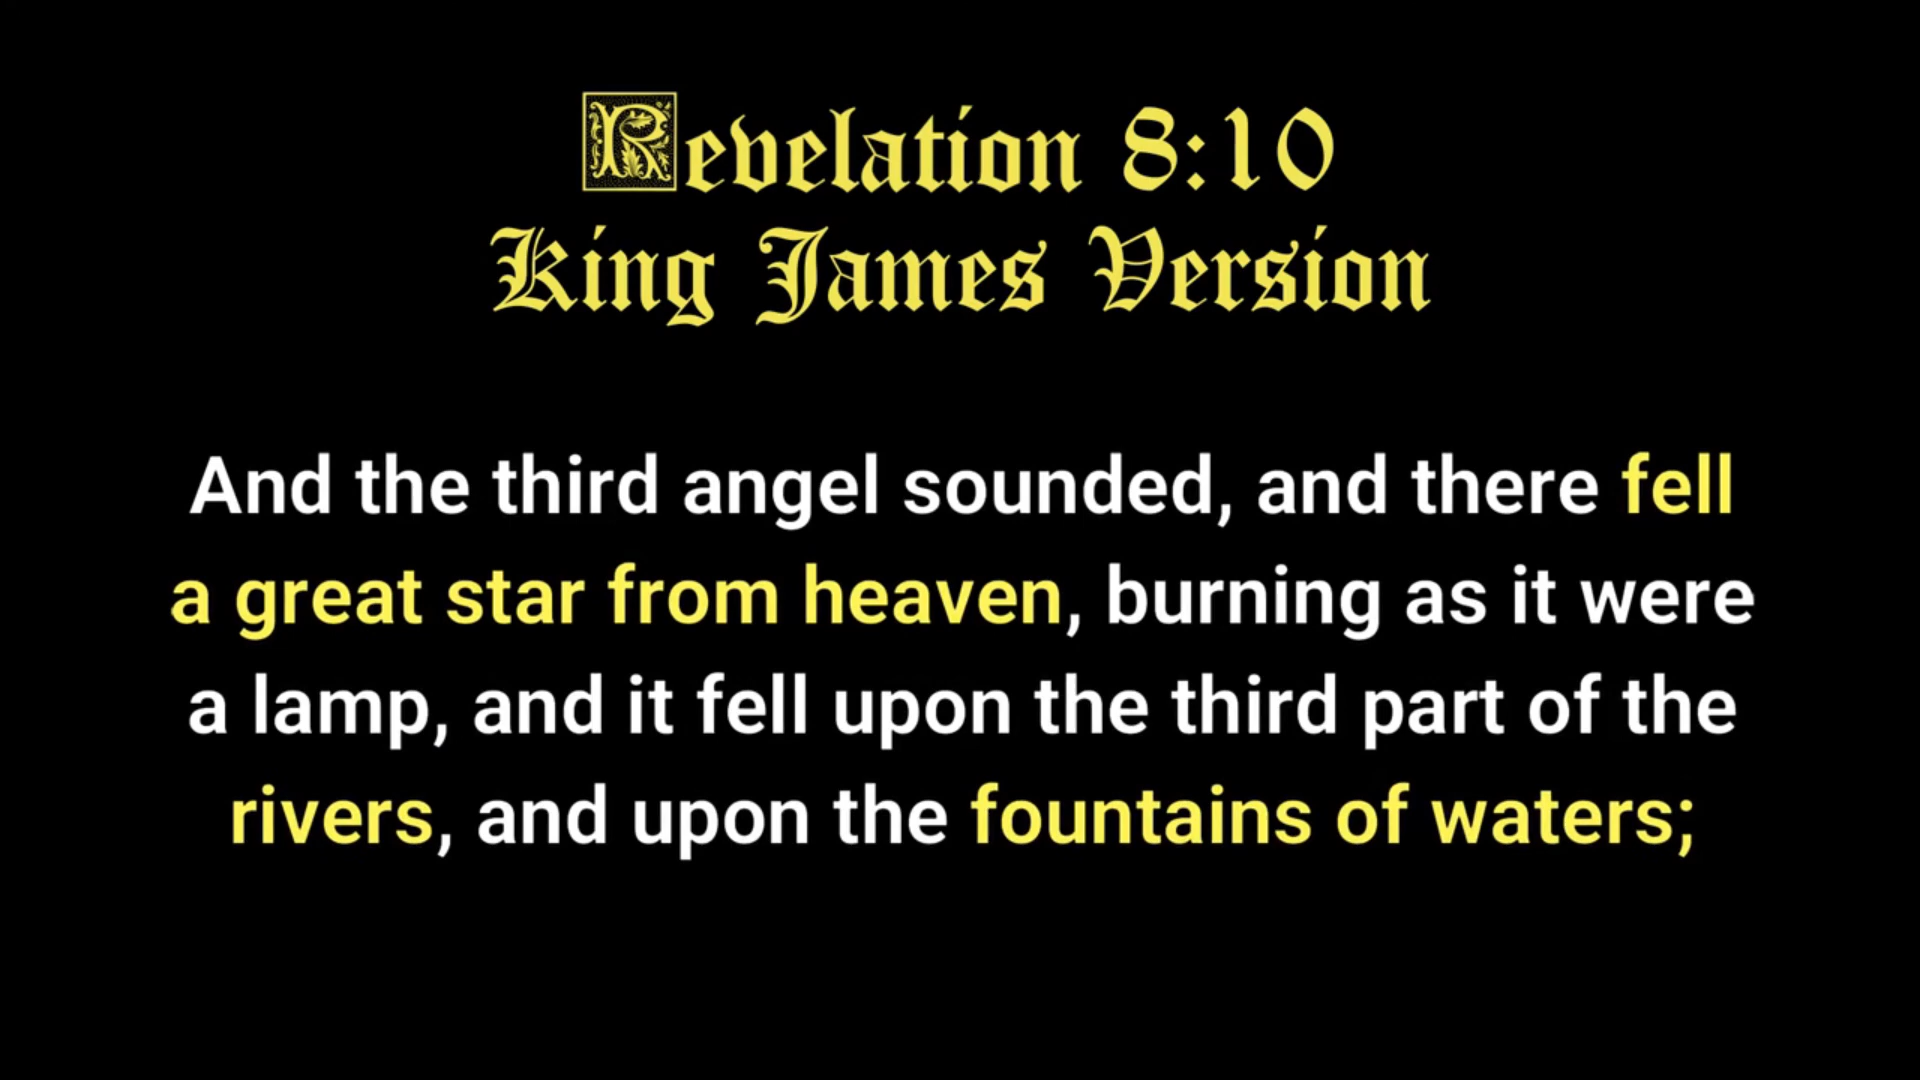 Revelation 8:10
King James Version
And the third angel sounded, and there fell
a great star from heaven, burning as it were
a lamp, and it fell upon the third part of the
rivers, and upon the fountains of waters;